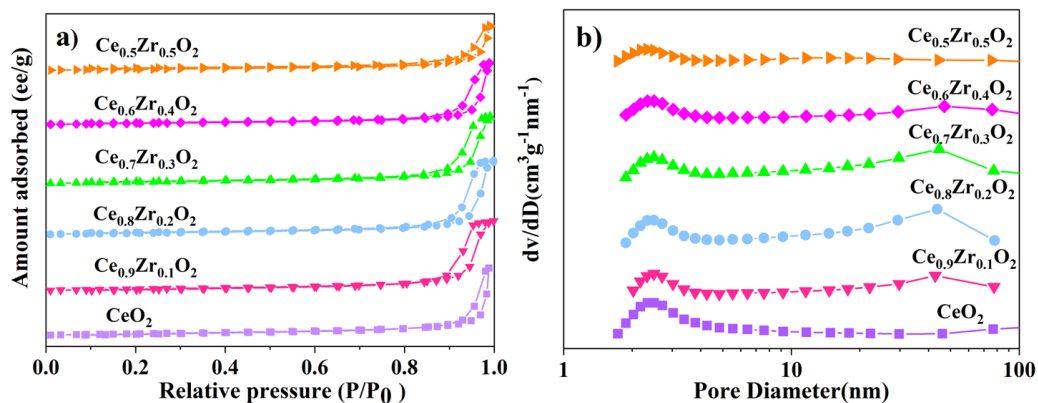 a)
Ce0.5Zr0.5O2
Ce0.6Zr0.4O2
Ce0.7Zr0.3O2
Ce0.8Zr0.2O2
Ce0.9Zr0.1O2
CeO2
Amount adsorbed (ee/g)
0.0 0.2 0.4 0.6 0.8 1.0
Relative pressure (P/P0)
b)
Ce0.5Zr0.5O2
Ce0.6Zr0.4O2
Ce0.7Zr0.3O2
Ce0.8Zr0.2O2
Ce0.9Zr0.1O2
CeO2
dv/dD(cm3g-1nm-1)
1 10 100
Pore Diameter(nm)